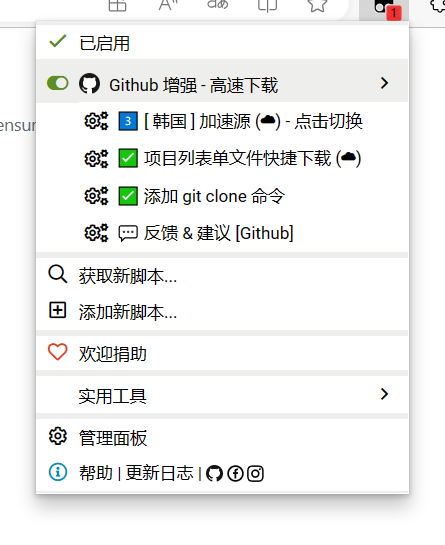 1
已启用
ensur
Github 增强 - 高速下载
3 [ 韩国 ] 加速源 (☁) - 点击切换
项目列表单文件快捷下载 (☁)
添加 git clone 命令
反馈 & 建议 [Github]
获取新脚本...
添加新脚本...
欢迎捐助
实用工具
管理面板
帮助 | 更新日志 |